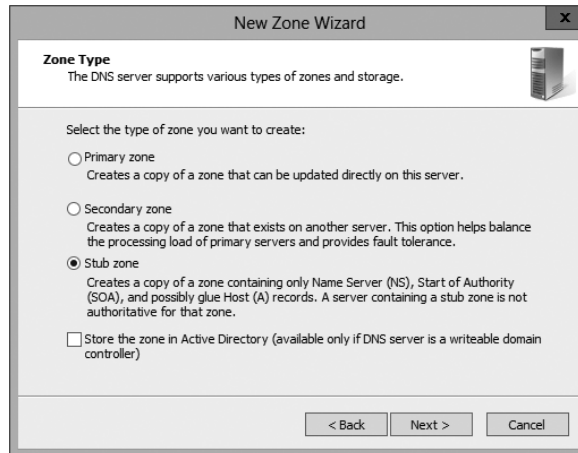 New Zone Wizard
x
Zone Type
The DNS server supports various types of zones and storage.
Select the type of zone you want to create:
Primary zone
Creates a copy of a zone that can be updated directly on this server.
Secondary zone
Creates a copy of a zone that exists on another server. This option helps balance
the processing load of primary servers and provides fault tolerance.
Stub zone
Creates a copy of a zone containing only Name Server (NS), Start of Authority
(SOA), and possibly glue Host (A) records. A server containing a stub zone is not
authoritative for that zone.
Store the zone in Active Directory (available only if DNS server is a writeable domain
controller)
< Back
Next >
Cancel